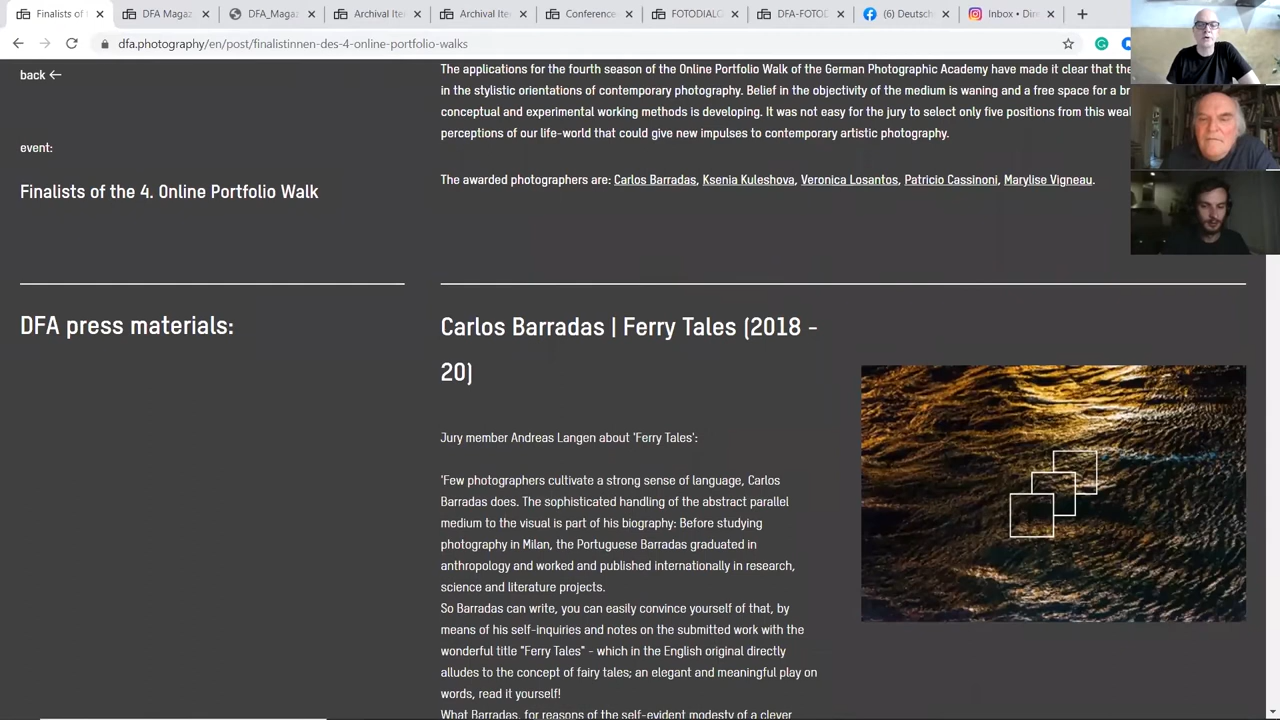 Finalists of t
DFA Magaz
DFA_Magaz
Archival Ite
Archival Ite
Conference
FOTODIALO
DFA-FOTOD
(6) Deutsch
Inbox • Dire
dfa.photography/en/post/finalistinnen-des-4-online-portfolio-walks
back ←
event:
Finalists of the 4. Online Portfolio Walk
The applications for the fourth season of the Online Portfolio Walk of the German Photographic Academy have made it clear that the
in the stylistic orientations of contemporary photography. Belief in the objectivity of the medium is waning and a free space for a br
conceptual and experimental working methods is developing. It was not easy for the jury to select only five positions from this weal
perceptions of our life-world that could give new impulses to contemporary artistic photography.
The awarded photographers are: Carlos Barradas, Ksenia Kuleshova, Veronica Losantos, Patricio Cassinoni, Marylise Vigneau.
DFA press materials:
Carlos Barradas | Ferry Tales (2018 -
20)
Jury member Andreas Langen about 'Ferry Tales':
'Few photographers cultivate a strong sense of language, Carlos
Barradas does. The sophisticated handling of the abstract parallel
medium to the visual is part of his biography: Before studying
photography in Milan, the Portuguese Barradas graduated in
anthropology and worked and published internationally in research,
science and literature projects.
So Barradas can write, you can easily convince yourself of that, by
means of his self-inquiries and notes on the submitted work with the
wonderful title "Ferry Tales" - which in the English original directly
alludes to the concept of fairy tales; an elegant and meaningful play on
words, read it yourself!
What Barradas, for reasons of the self-evident modesty of a clever